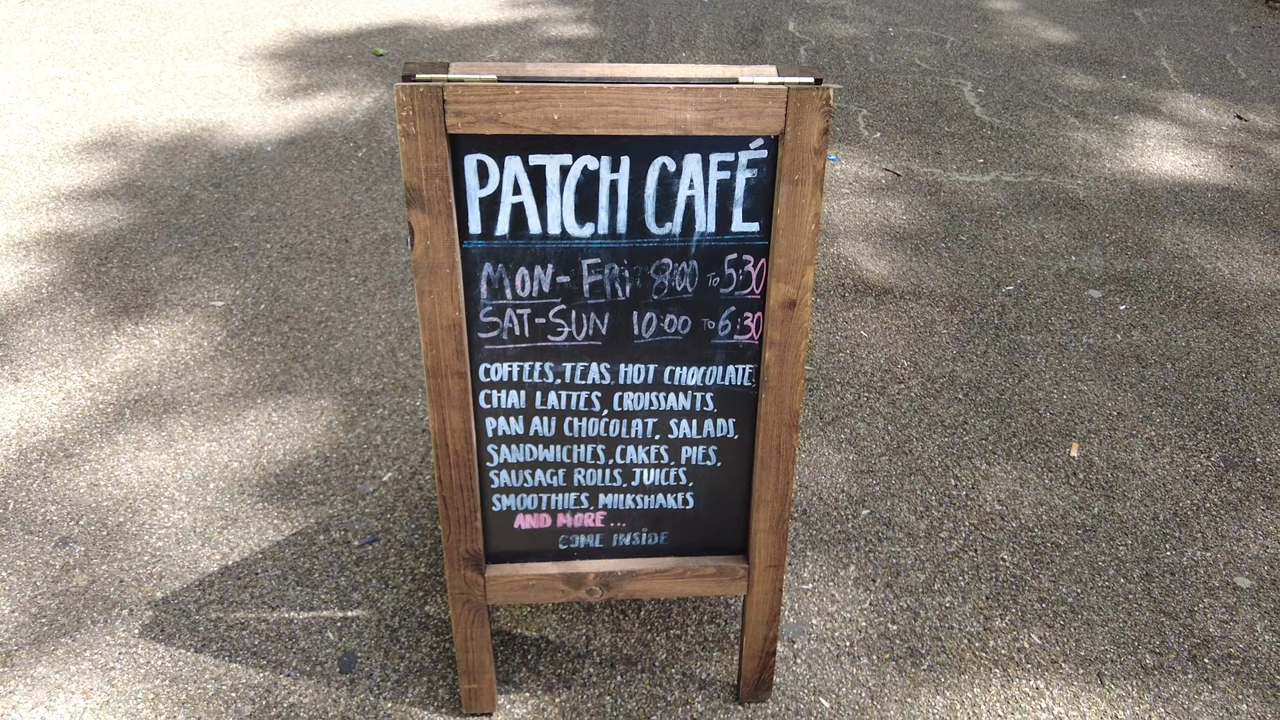 PATCH CAFÉ
MON- FRi 8:00 To 5:30
SAT-SUN 10:00 TO 6:30
COFFEES, TEAS, HOT CHOCOLATE,
CHAI LATTES, CROISSANTS,
PAN AU CHOCOLAT, SALADS,
SANDWICHES, CAKES, PIES,
SAUSAGE ROLLS, JUICES,
SMOOTHIES, MILKSHAKES
AND MORE ...
COME INSiDE